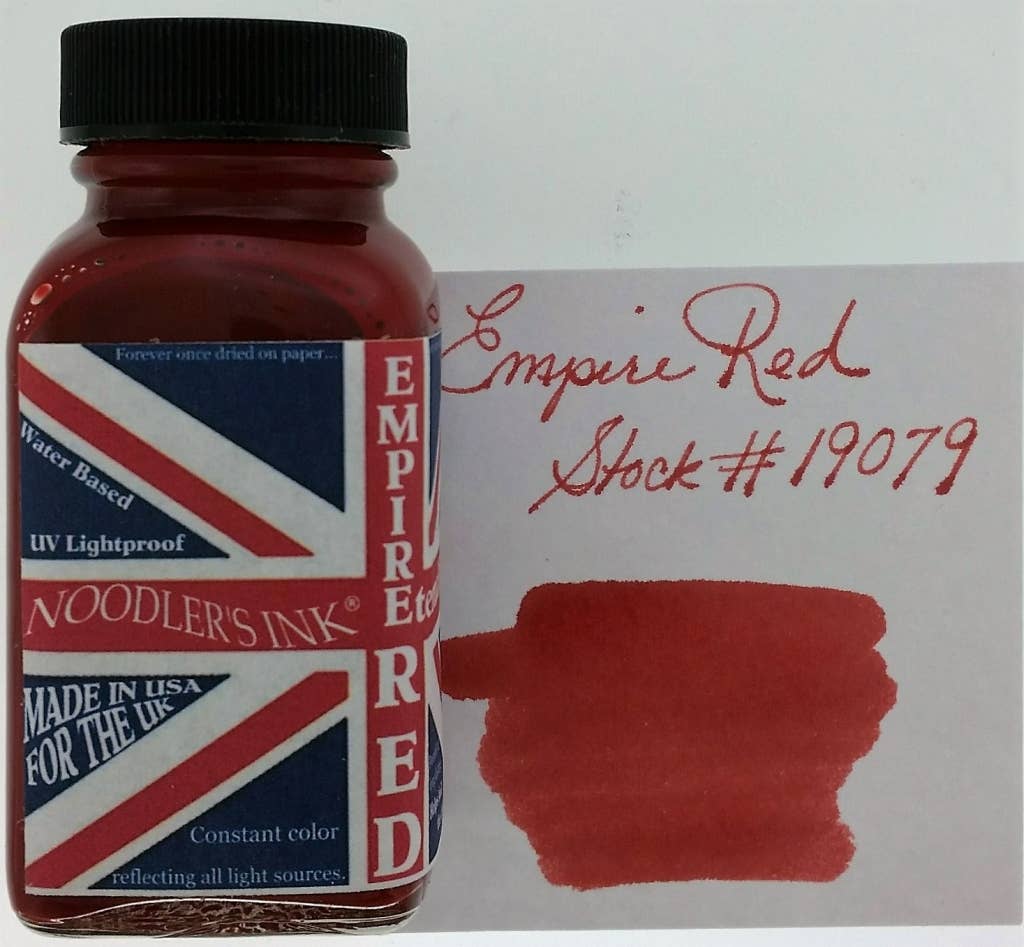 Forever once dried on paper...
Water Based
UV Lightproof
NOODLER'S INK®
MADE IN USA
FOR THE UK
Constant color
reflecting all light sources.
EMPIRE RED
Empire Red
Stock # 19079